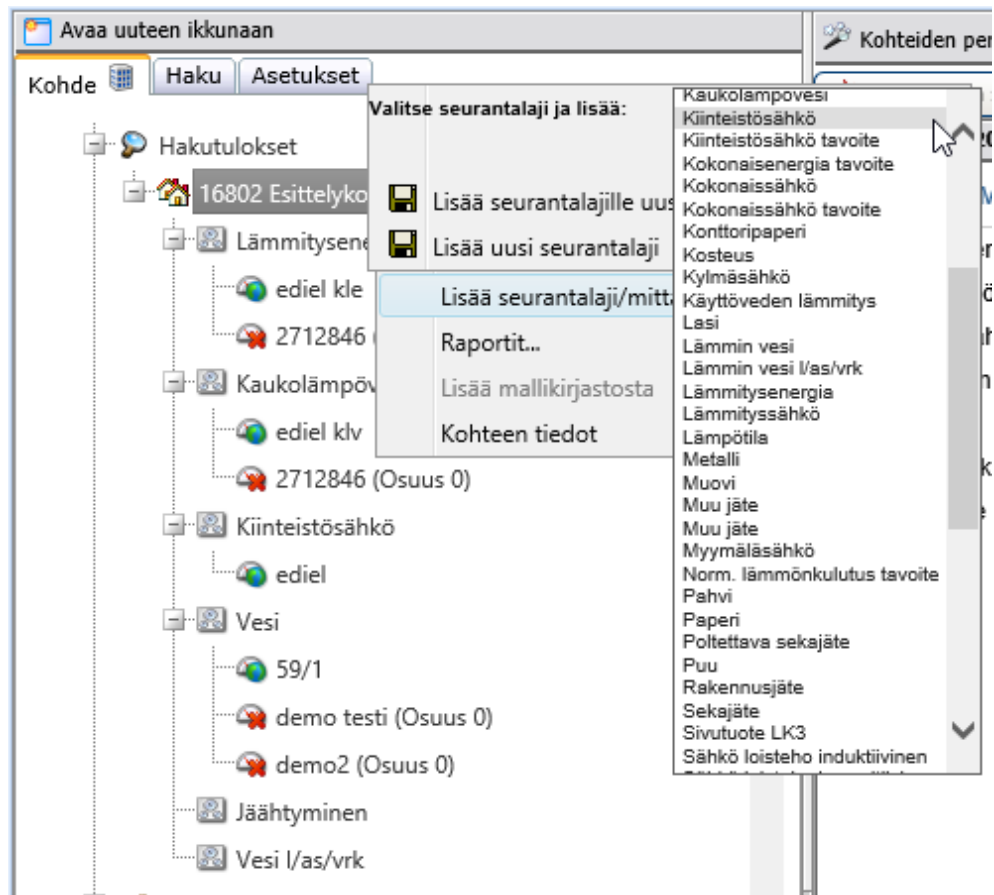 Avaa uuteen ikkunaan
Kohteiden per
Kohde
Haku
Asetukset
Hakutulokset
16802 Esittelyko
Lämmitysene
ediel kle
2712846
Kaukolämpöv
ediel klv
2712846 (Osuus 0)
Kiinteistösähkö
ediel
Vesi
59/1
demo testi (Osuus 0)
demo2 (Osuus 0)
Jäähtyminen
Vesi l/as/vrk
Valitse seurantalaji ja lisää:
Lisää seurantalajille uus
Lisää uusi seurantalaji
Lisää seurantalaji/mitta
Raportit...
Lisää mallikirjastosta
Kohteen tiedot
Kaukolämpövesi
Kiinteistösähkö
Kiinteistösähkö tavoite
Kokonaisenergia tavoite
Kokonaissähkö
Kokonaissähkö tavoite
Konttoripaperi
Kosteus
Kylmäsähkö
Käyttöveden lämmitys
Lasi
Lämmin vesi
Lämmin vesi l/as/vrk
Lämmitysenergia
Lämmityssähkö
Lämpötila
Metalli
Muovi
Muu jäte
Muu jäte
Myymäläsähkö
Norm. lämmönkulutus tavoite
Pahvi
Paperi
Poltettava sekajäte
Puu
Rakennusjäte
Sekajäte
Sivutuote LK3
Sähkö loisteho induktiivinen